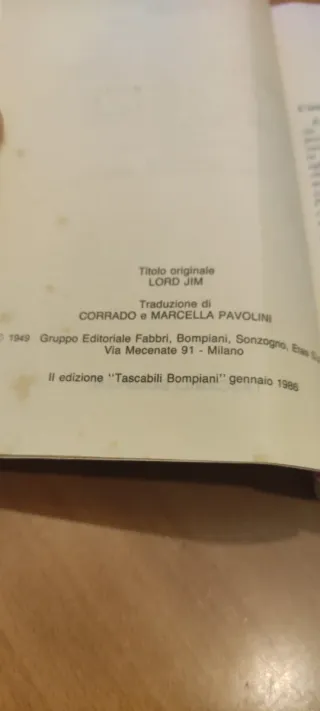 Titolo originale
LORD JIM
Traduzione di
CORRADO e MARCELLA PAVOLINI
© 1949 Gruppo Editoriale Fabbri, Bompiani, Sonzogno, Etas
Via Mecenate 91 - Milano
II edizione "Tascabili Bompiani" gennaio 1986